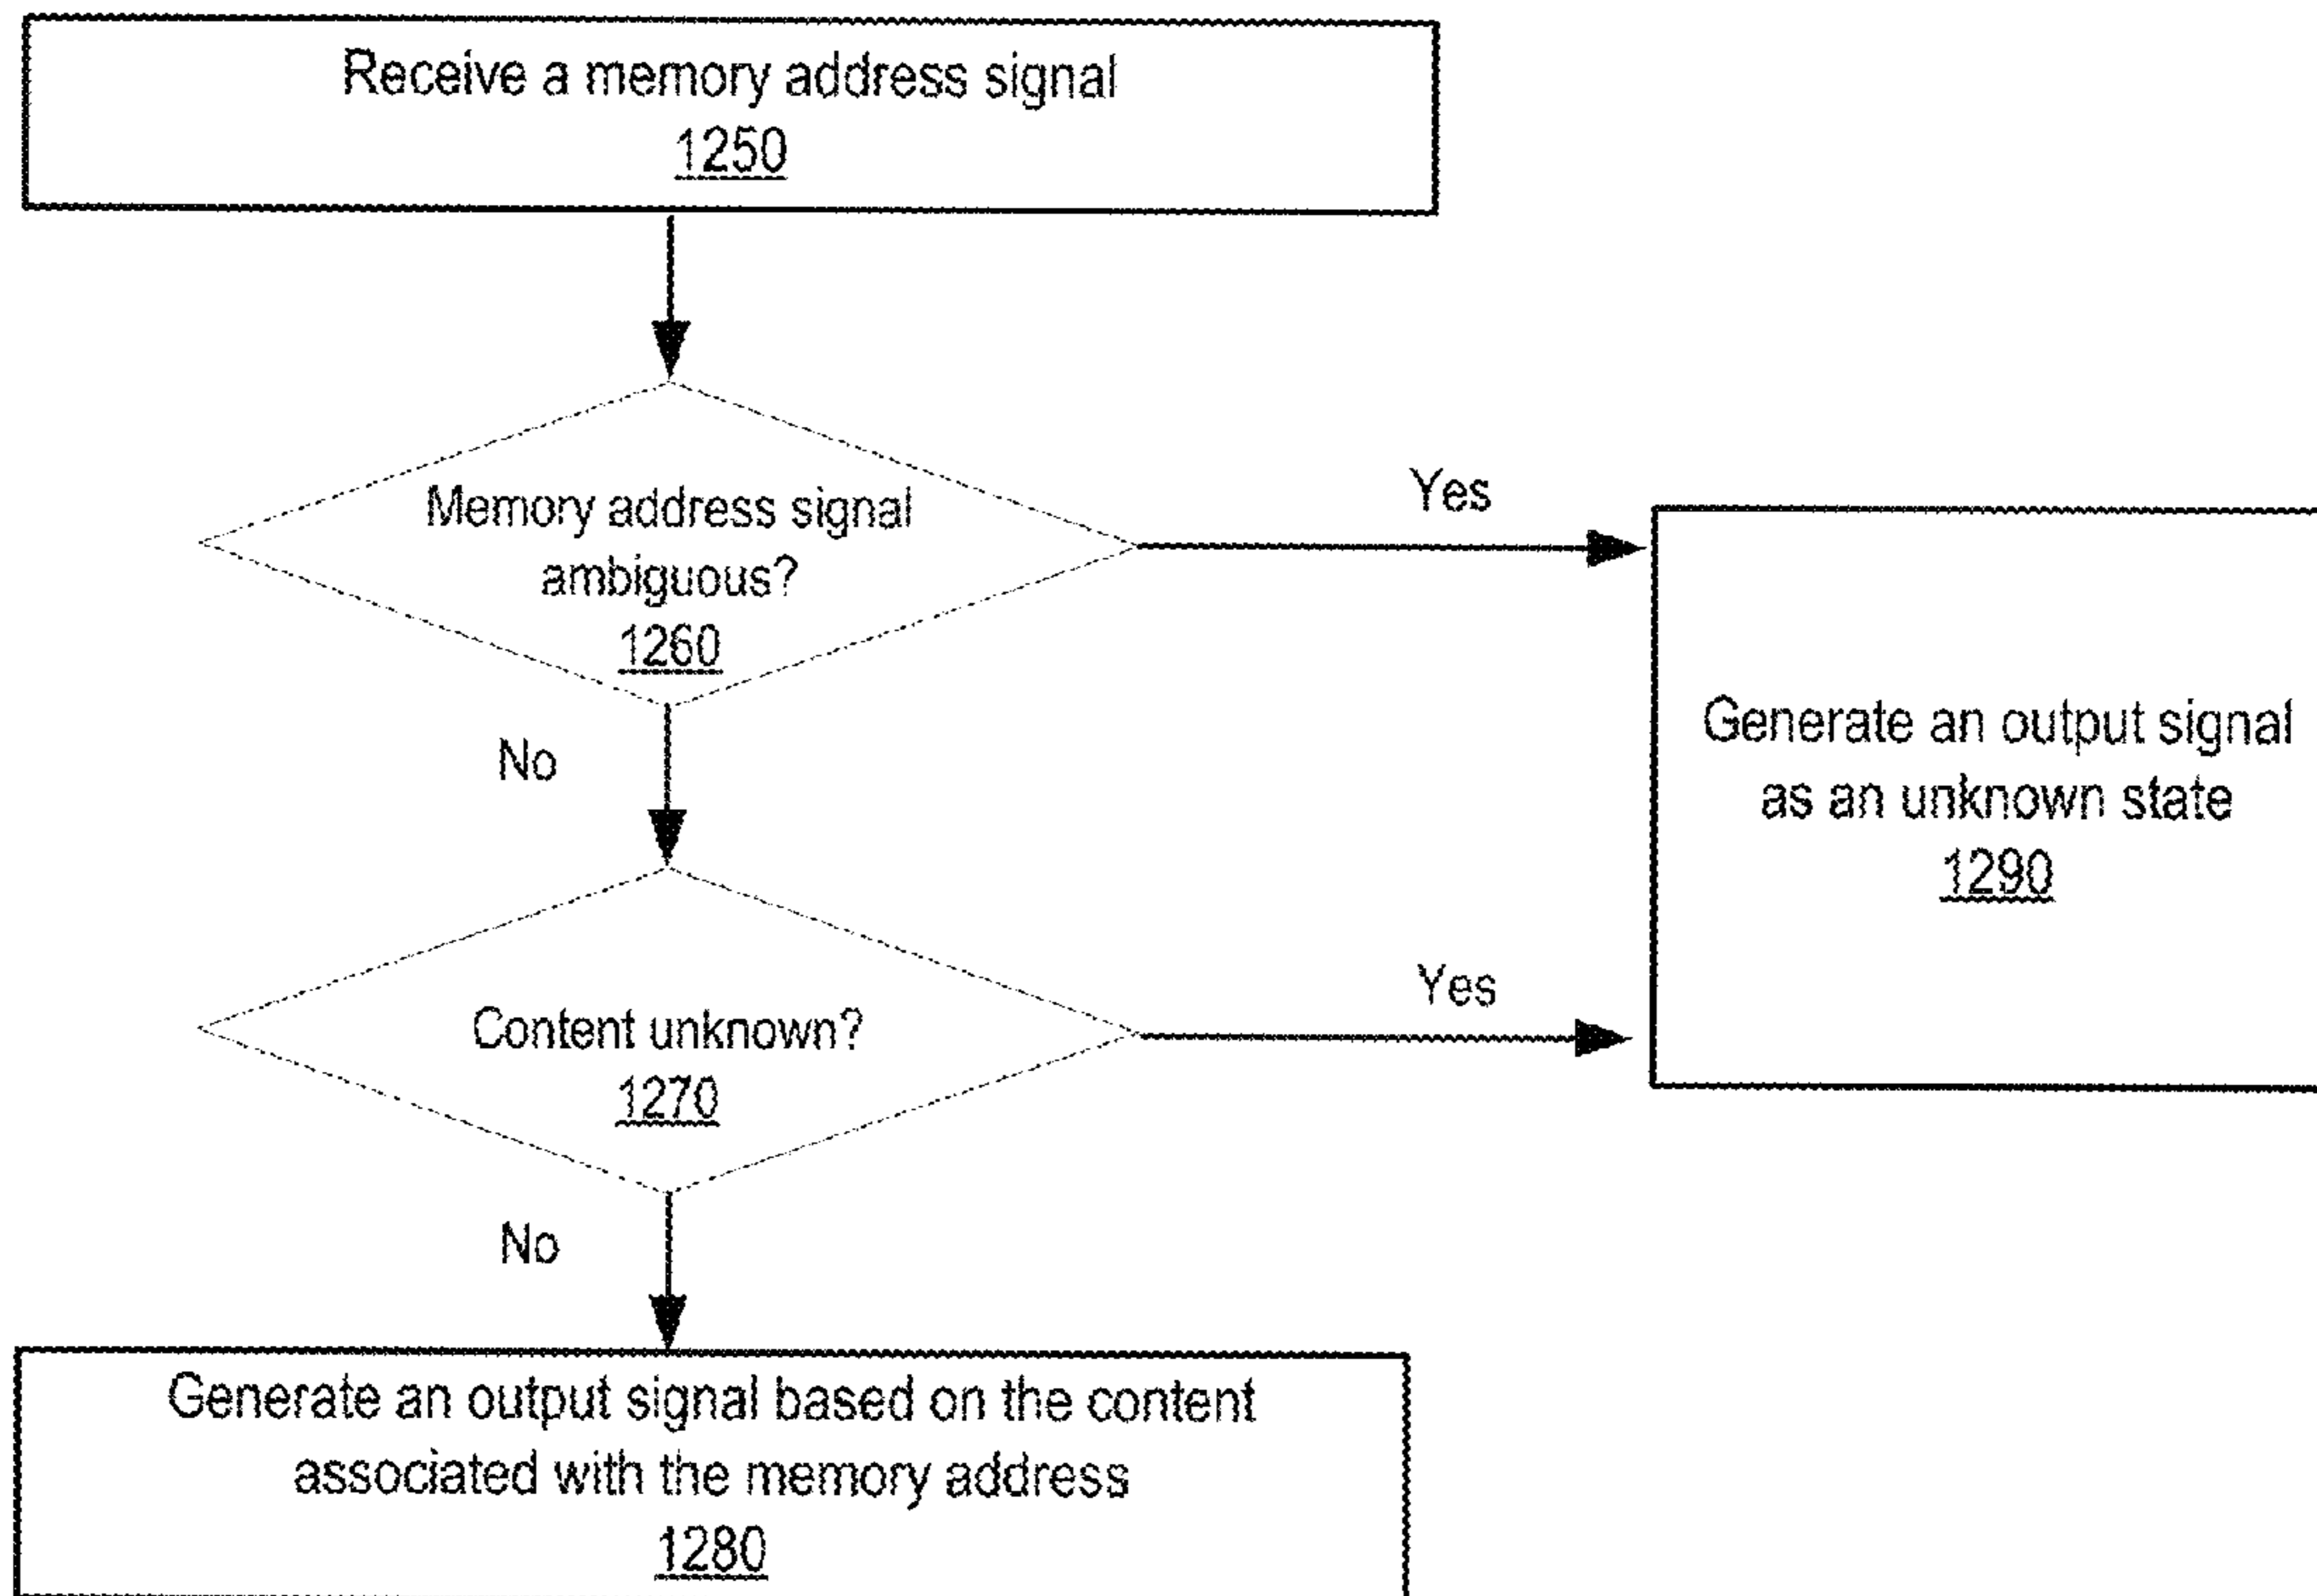 Receive a memory address signal
1250
Memory address signal
ambiguous?
1260
Yes
No
Generate an output signal
as an unknown state
1290
Content unknown?
1270
Yes
No
Generate an output signal based on the content
associated with the memory address
1280